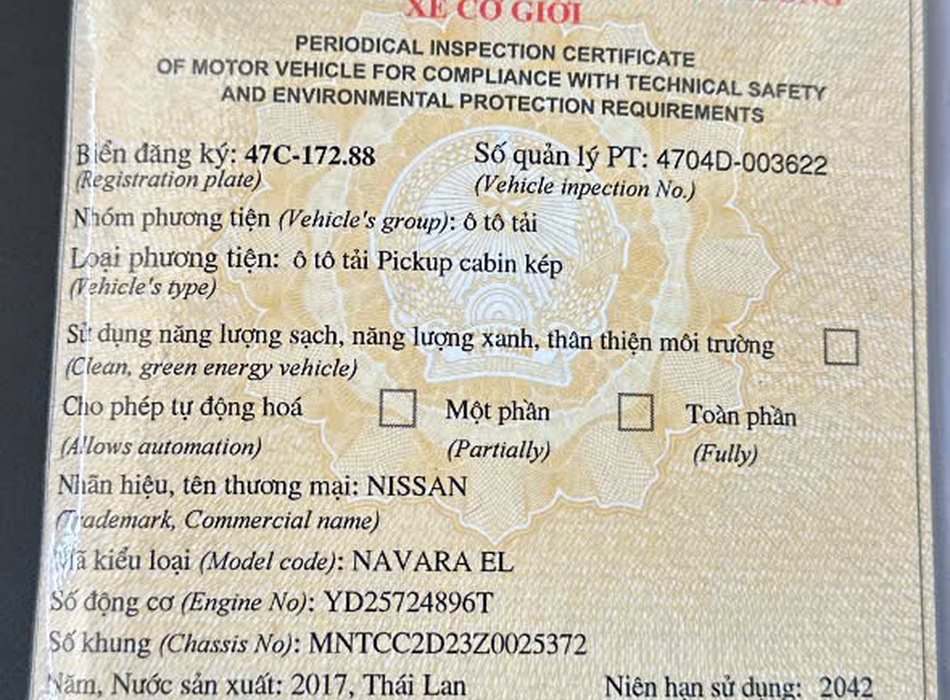 XE CƠ GIỚI
PERIODICAL INSPECTION CERTIFICATE
OF MOTOR VEHICLE FOR COMPLIANCE WITH TECHNICAL SAFETY
AND ENVIRONMENTAL PROTECTION REQUIREMENTS
Biển đăng ký: 47C-172.88 Số quản lý PT: 4704D-003622
(Registration plate) (Vehicle inpection No.)
Nhóm phương tiện (Vehicle's group): ô tô tải
Loại phương tiện: ô tô tải Pickup cabin kép
(Vehicle's type)
Sử dụng năng lượng sạch, năng lượng xanh, thân thiện môi trường
(Clean, green energy vehicle)
Cho phép tự động hoá Một phần Toàn phần
(Allows automation) (Partially) (Fully)
Nhãn hiệu, tên thương mại: NISSAN
(Trademark, Commercial name)
Mã kiểu loại (Model code): NAVARA EL
Số động cơ (Engine No): YD25724896T
Số khung (Chassis No): MNTCC2D23Z0025372
Năm, Nước sản xuất: 2017, Thái Lan Niên hạn sử dụng: 2042